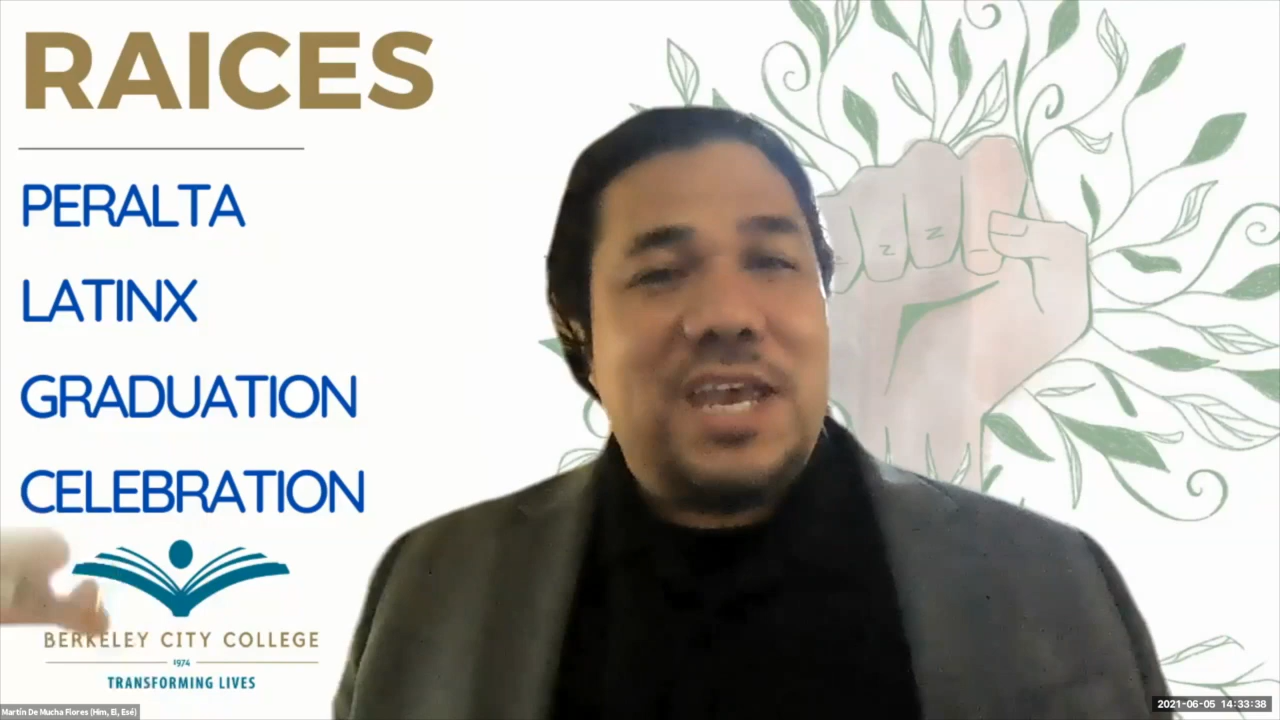 RAICES
PERALTA
LATINX
GRADUATION
CELEBRATION
BERKELEY CITY COLLEGE
1974
TRANSFORMING LIVES
Martín De Mucha Flores (Him, El, Esé)
2021-06-05 14:33:38